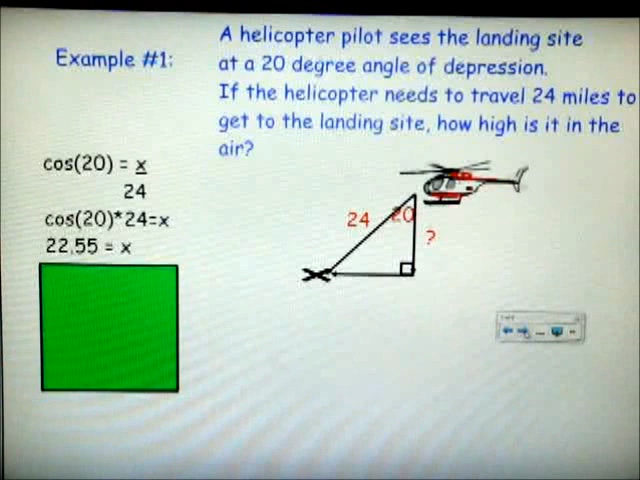 Example #1:
A helicopter pilot sees the landing site
at a 20 degree angle of depression.
If the helicopter needs to travel 24 miles to
get to the landing site, how high is it in the
air?
cos(20) = x
24
cos(20)*24=x
22,55 = x
24
20
?